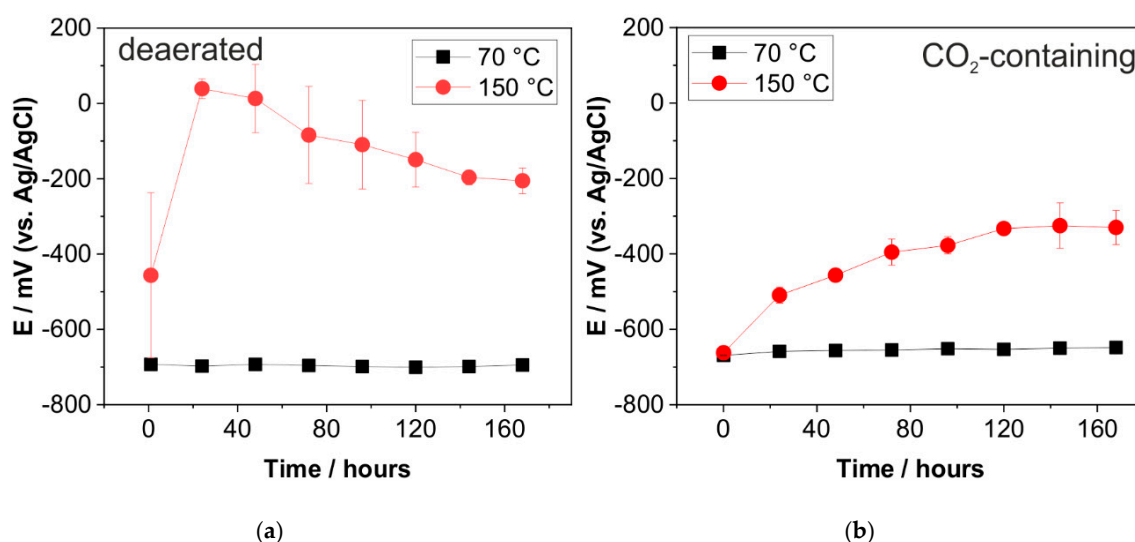 deaerated
70 °C
150 °C
200
0
-200
-400
-600
-800
E / mV (vs. Ag/AgCl)
0
40
80
120
160
Time / hours
(a)
CO₂-containing
70 °C
150 °C
200
0
-200
-400
-600
-800
E / mV (vs. Ag/AgCl)
0
40
80
120
160
Time / hours
(b)